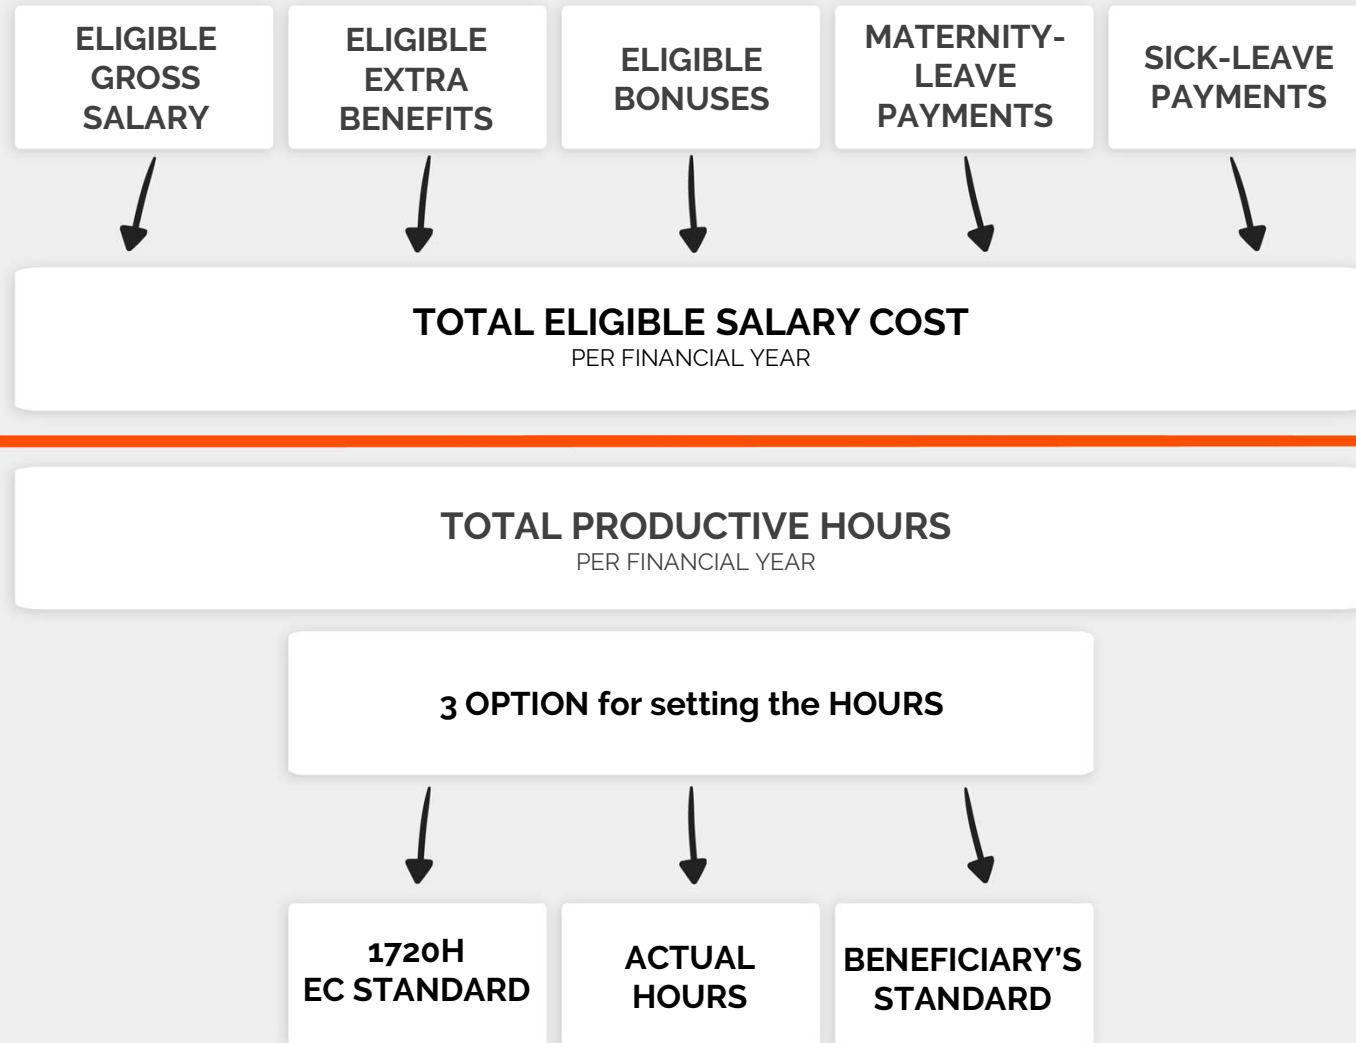 ELIGIBLE
GROSS
SALARY
ELIGIBLE
EXTRA
BENEFITS
ELIGIBLE
BONUSES
MATERNITY-
LEAVE
PAYMENTS
SICK-LEAVE
PAYMENTS
TOTAL ELIGIBLE SALARY COST
PER FINANCIAL YEAR
TOTAL PRODUCTIVE HOURS
PER FINANCIAL YEAR
3 OPTION for setting the HOURS
1720H
EC STANDARD
ACTUAL
HOURS
BENEFICIARY'S
STANDARD